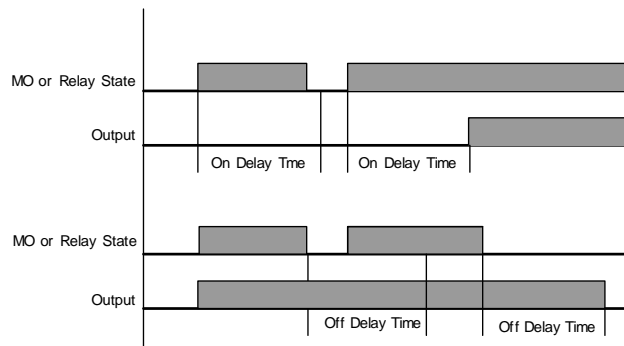 MO or Relay State
Output
On Delay Tme
On Delay Time
MO or Relay State
Output
Off Delay Time
Off Delay Time